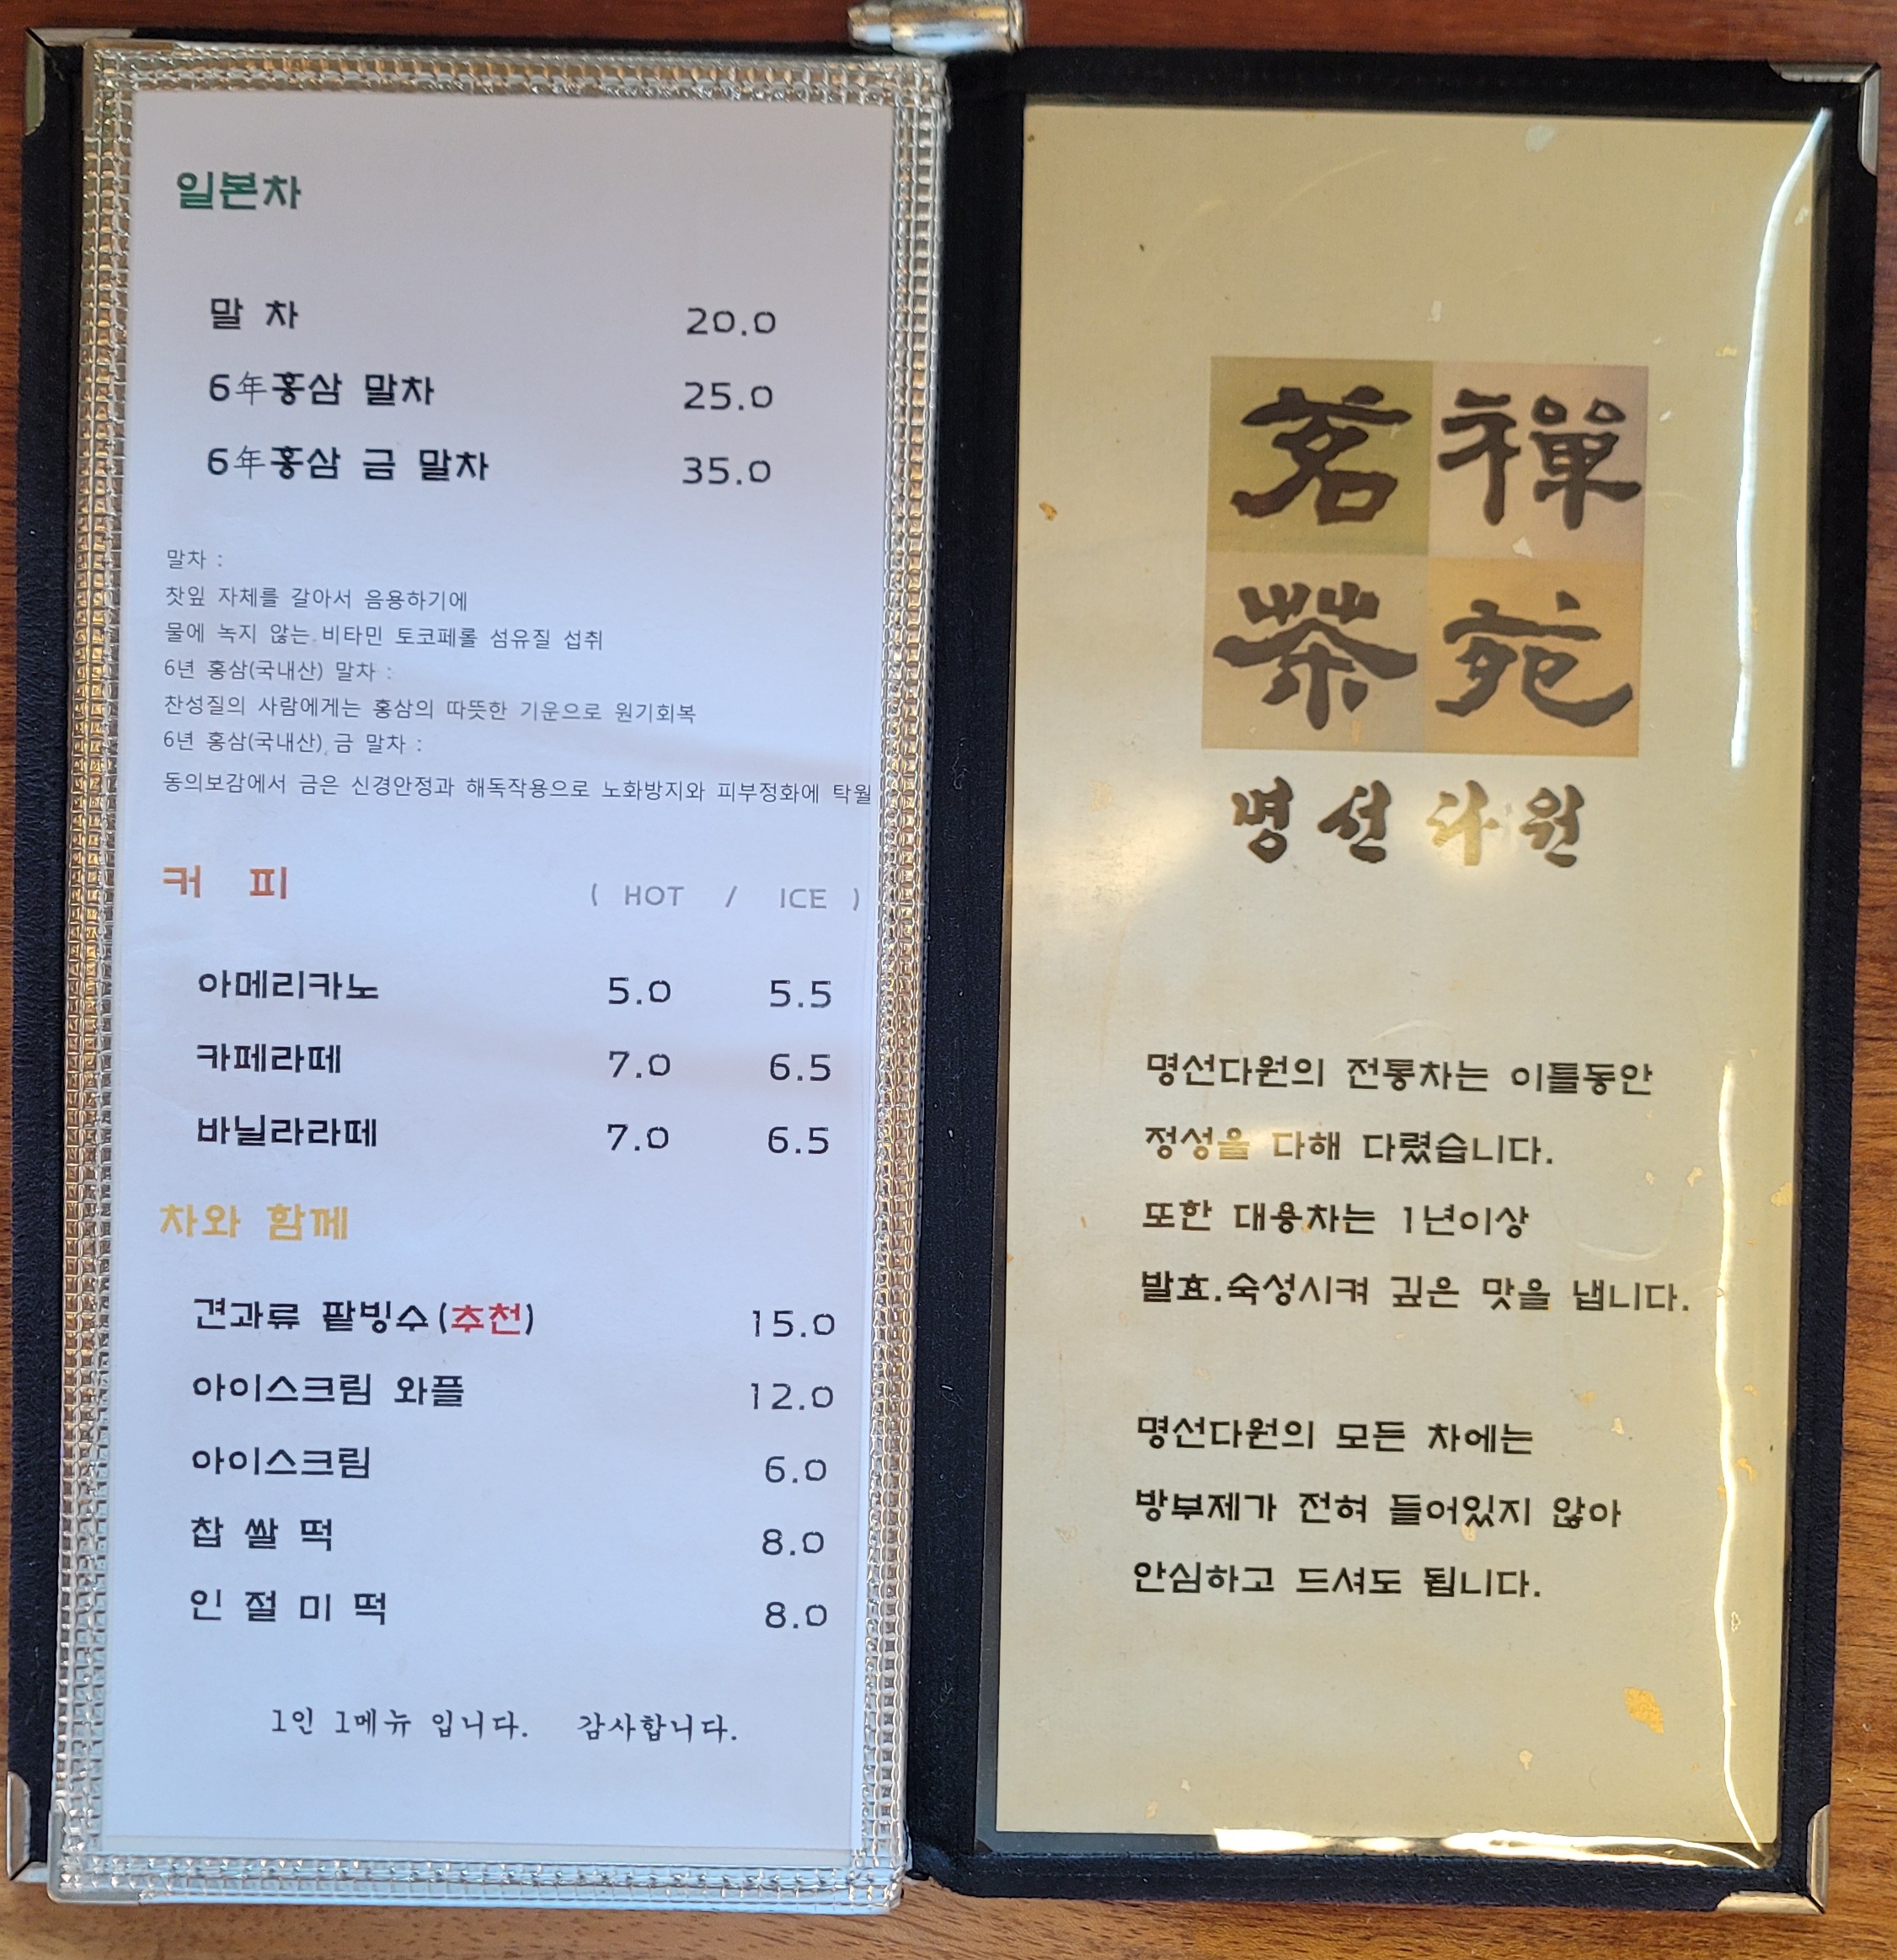 일본차
말 차 20.0
6年홍삼 말차 25.0
6年홍삼 금 말차 35.0
말차 :
찻잎 자체를 갈아서 음용하기에
물에 녹지 않는 비타민 토코페롤 섬유질 섭취
6년 홍삼(국내산) 말차 :
찬성질의 사람에게는 홍삼의 따뜻한 기운으로 원기회복
6년 홍삼(국내산) 금 말차 :
동의보감에서 금은 신경안정과 해독작용으로 노화방지와 피부정화에 탁월
커 피 ( HOT / ICE )
아메리카노 5.0 5.5
카페라떼 7.0 6.5
바닐라라떼 7.0 6.5
차와 함께
견과류 팥빙수(추천) 15.0
아이스크림 와플 12.0
아이스크림 6.0
찹 쌀 떡 8.0
인 절 미 떡 8.0
1인 1메뉴 입니다. 감사합니다.
茗禅
茶苑
명선다원
명선다원의 전통차는 이틀동안
정성을 다해 다렸습니다.
또한 대용차는 1년이상
발효.숙성시켜 깊은 맛을 냅니다.
명선다원의 모든 차에는
방부제가 전혀 들어있지 않아
안심하고 드셔도 됩니다.